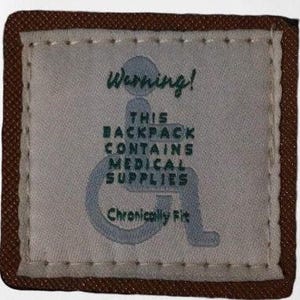 Warning!
THIS
BACKPACK
CONTAINS
MEDICAL
SUPPLIES
Chronically Fit